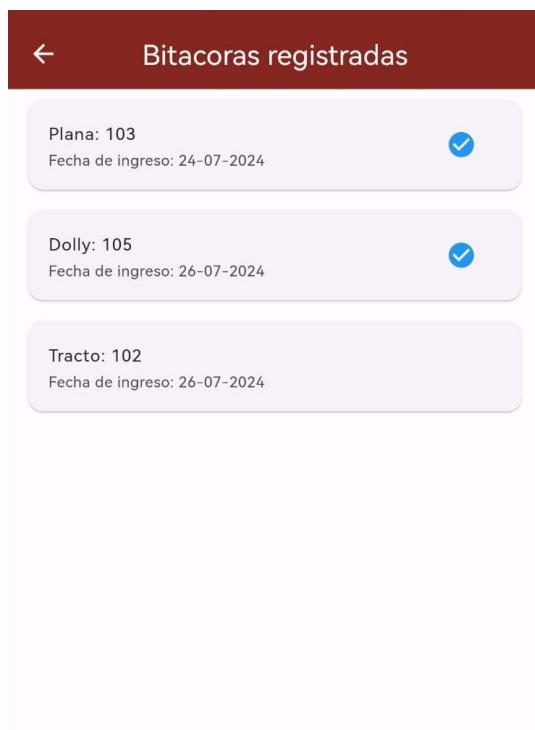 Bitacoras registradas
Plana: 103
Fecha de ingreso: 24-07-2024
Dolly: 105
Fecha de ingreso: 26-07-2024
Tracto: 102
Fecha de ingreso: 26-07-2024